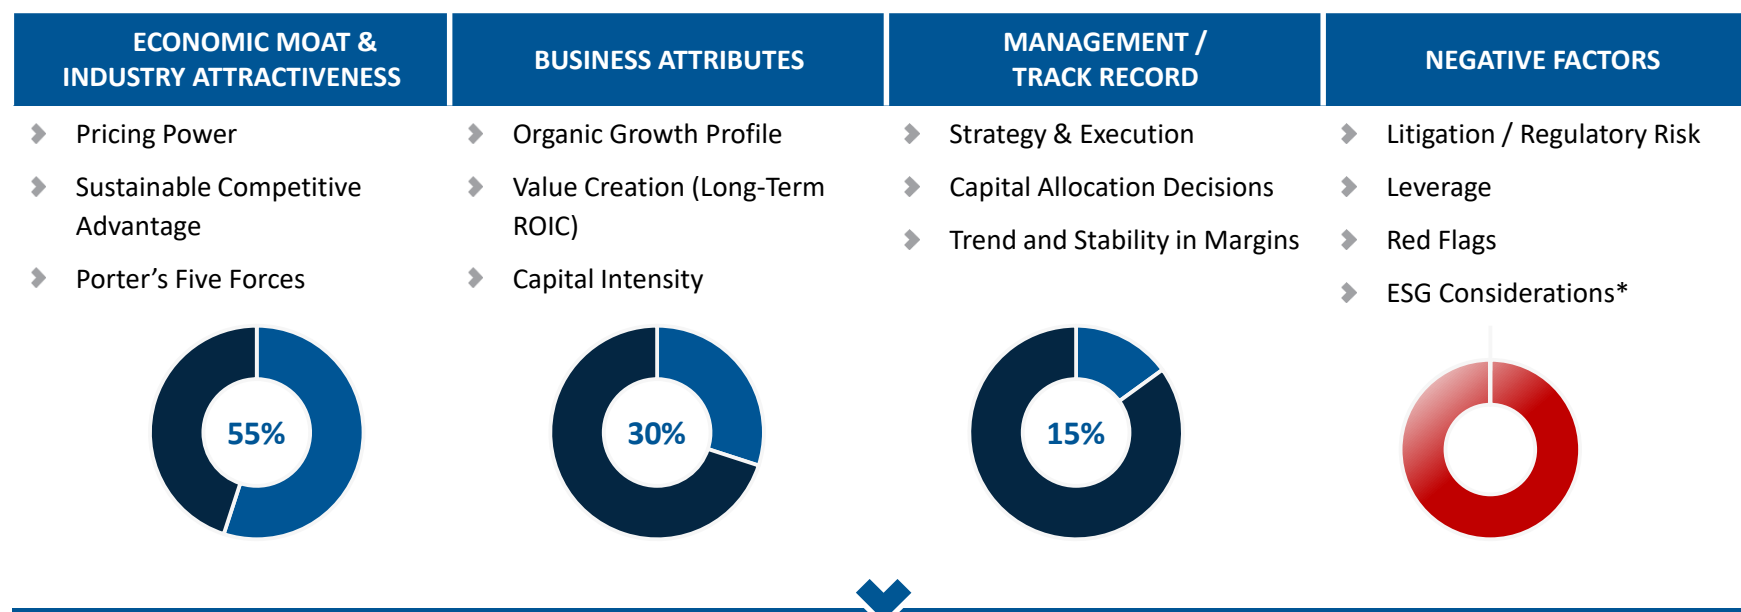 ECONOMIC MOAT &
INDUSTRY ATTRACTIVENESS
BUSINESS ATTRIBUTES
MANAGEMENT /
TRACK RECORD
NEGATIVE FACTORS
Pricing Power
Sustainable Competitive
Advantage
Porter’s Five Forces
Organic Growth Profile
Value Creation (Long-Term
ROIC)
Capital Intensity
Strategy & Execution
Capital Allocation Decisions
Trend and Stability in Margins
Litigation / Regulatory Risk
Leverage
Red Flags
ESG Considerations*
55%
30%
15%